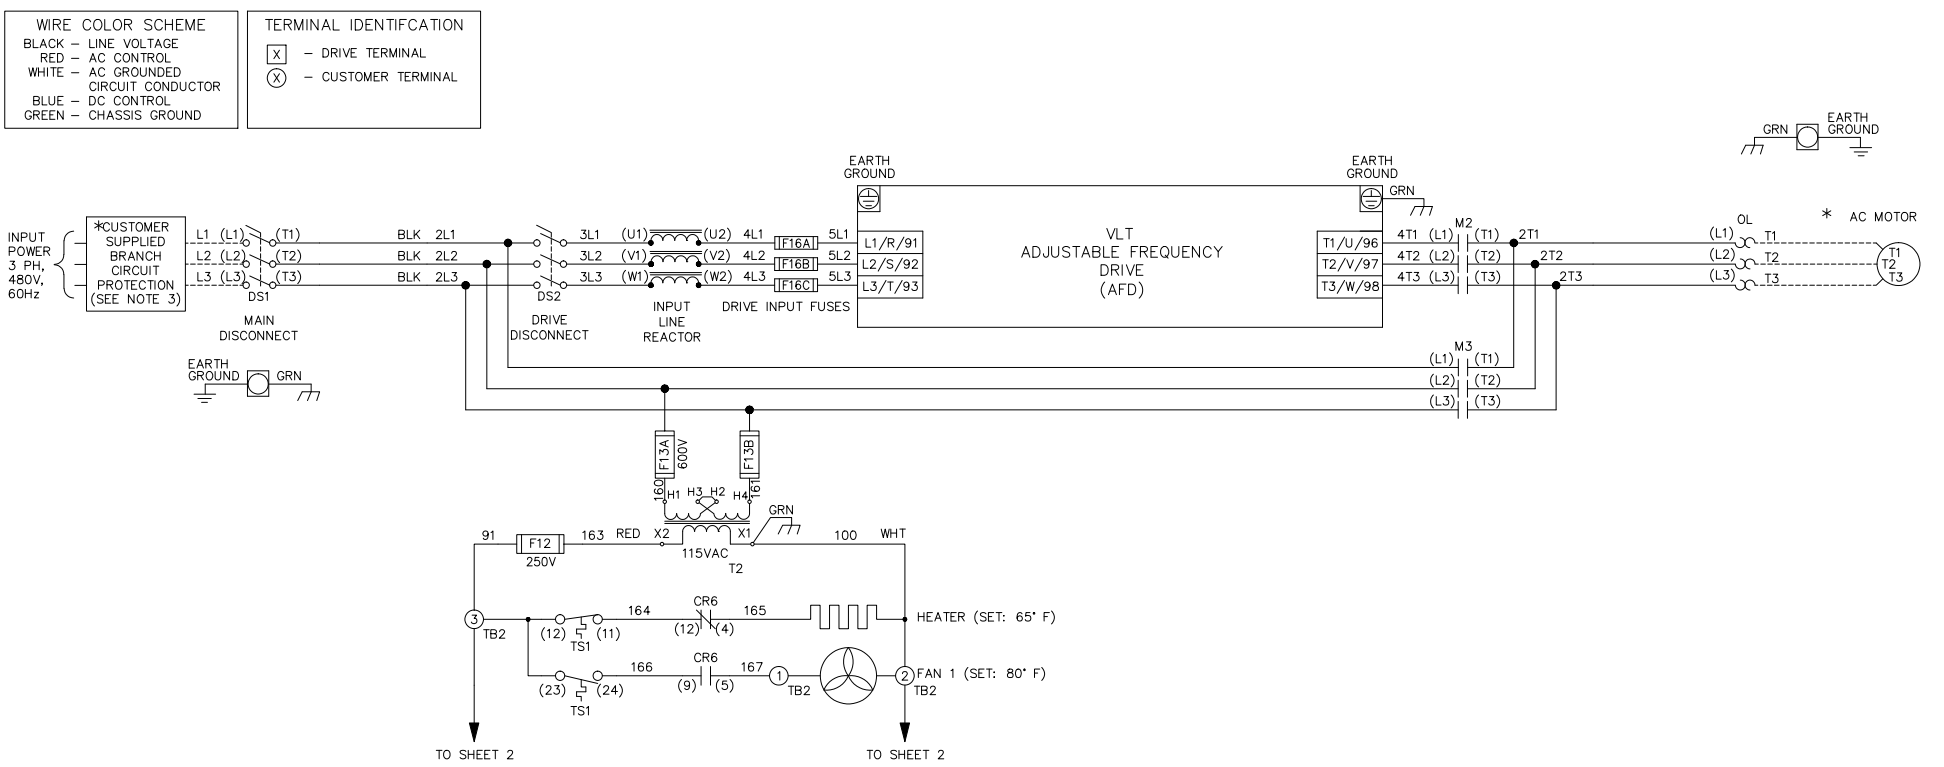 WIRE COLOR SCHEME
BLACK – LINE VOLTAGE
RED – AC CONTROL
WHITE – AC GROUNDED
CIRCUIT CONDUCTOR
BLUE – DC CONTROL
GREEN – CHASSIS GROUND
TERMINAL IDENTIFCATION
X – DRIVE TERMINAL
X – CUSTOMER TERMINAL
GRN
EARTH
GROUND
INPUT
POWER
3 PH,
480V,
60Hz
*CUSTOMER
SUPPLIED
BRANCH
CIRCUIT
PROTECTION
(SEE NOTE 3)
L1 (L1) (T1) BLK 2L1 3L1 (U1) (U2) 4L1 F16A 5L1 L1/R/91
L2 (L2) (T2) BLK 2L2 3L2 (V1) (V2) 4L2 F16B 5L2 L2/S/92
L3 (L3) (T3) BLK 2L3 3L3 (W1) (W2) 4L3 F16C 5L3 L3/T/93
DS1
MAIN
DISCONNECT
DS2
DRIVE
DISCONNECT
INPUT
LINE
REACTOR
DRIVE INPUT FUSES
EARTH
GROUND
VLT
ADJUSTABLE FREQUENCY
DRIVE
(AFD)
EARTH
GROUND
GRN
M2
T1/U/96 4T1 (L1) (T1) 2T1
T2/V/97 4T2 (L2) (T2) 2T2
T3/W/98 4T3 (L3) (T3) 2T3
OL
(L1) T1
(L2) T2
(L3) T3
* AC MOTOR
T1
T2
T3
M3
(L1) (T1)
(L2) (T2)
(L3) (T3)
EARTH
GROUND
GRN
F13A
600V
F13B
160
161
H1 H3 H2 H4
GRN
91 F12 163 RED X2 X1 100 WHT
250V
115VAC
T2
3
TB2
164 CR6 165
(12) (11) (12) (4)
TS1
HEATER (SET: 65° F)
166 CR6 167 1 2 FAN 1 (SET: 80° F)
(23) (24) (9) (5) TB2 TB2
TS1
TO SHEET 2
TO SHEET 2